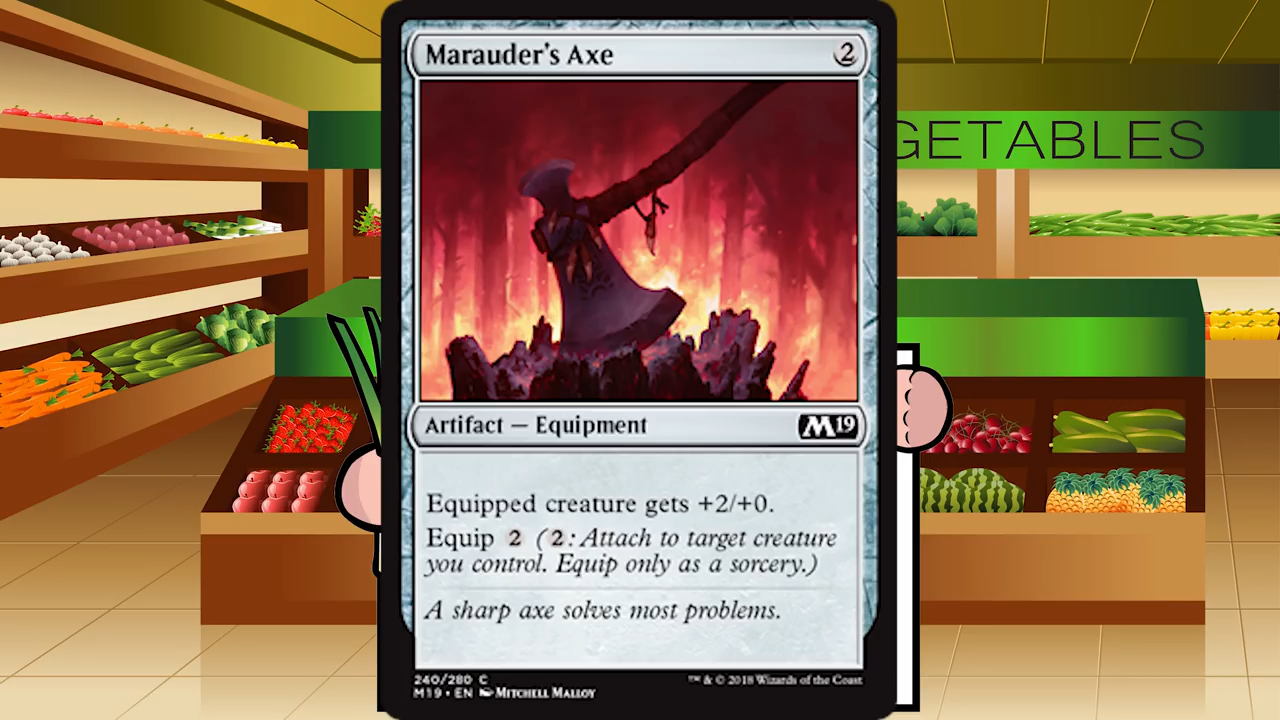 Marauder's Axe 2
GETABLES
Artifact — Equipment M19
Equipped creature gets +2/+0.
Equip 2 (2: Attach to target creature
you control. Equip only as a sorcery.)
A sharp axe solves most problems.
240/280 C
M19 • EN Mitchell Malloy
™ & © 2018 Wizards of the Coast